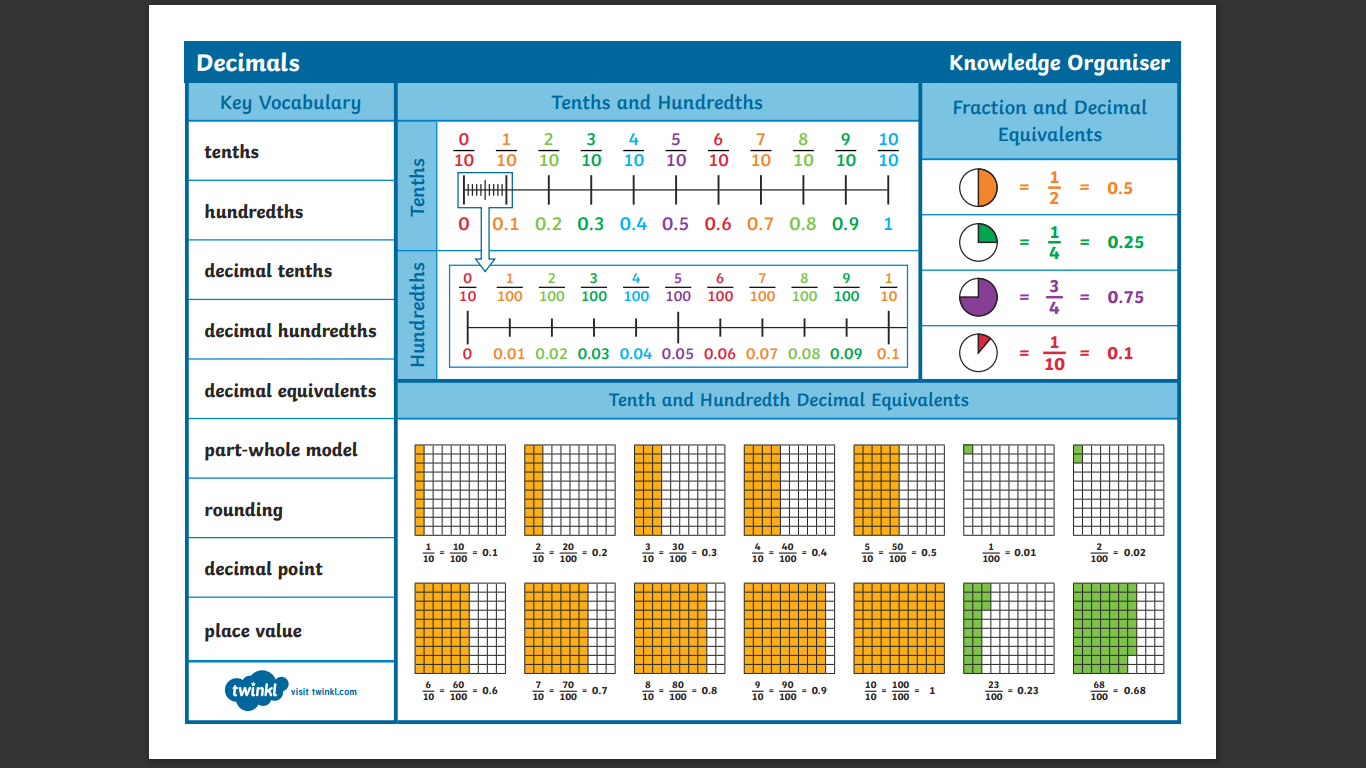 Decimals
Knowledge Organiser
Key Vocabulary
tenths
hundredths
decimal tenths
decimal hundredths
decimal equivalents
part-whole model
rounding
decimal point
place value
twinkl visit twinkl.com
Tenths and Hundredths
Tenths
0/10 1/10 2/10 3/10 4/10 5/10 6/10 7/10 8/10 9/10 10/10
0 0.1 0.2 0.3 0.4 0.5 0.6 0.7 0.8 0.9 1
Hundredths
0/10 1/100 2/100 3/100 4/100 5/100 6/100 7/100 8/100 9/100 1/10
0 0.01 0.02 0.03 0.04 0.05 0.06 0.07 0.08 0.09 0.1
Fraction and Decimal
Equivalents
= 1/2 = 0.5
= 1/4 = 0.25
= 3/4 = 0.75
= 1/10 = 0.1
Tenth and Hundredth Decimal Equivalents
1/10 = 10/100 = 0.1
2/10 = 20/100 = 0.2
3/10 = 30/100 = 0.3
4/10 = 40/100 = 0.4
5/10 = 50/100 = 0.5
1/100 = 0.01
2/100 = 0.02
6/10 = 60/100 = 0.6
7/10 = 70/100 = 0.7
8/10 = 80/100 = 0.8
9/10 = 90/100 = 0.9
10/10 = 100/100 = 1
23/100 = 0.23
68/100 = 0.68